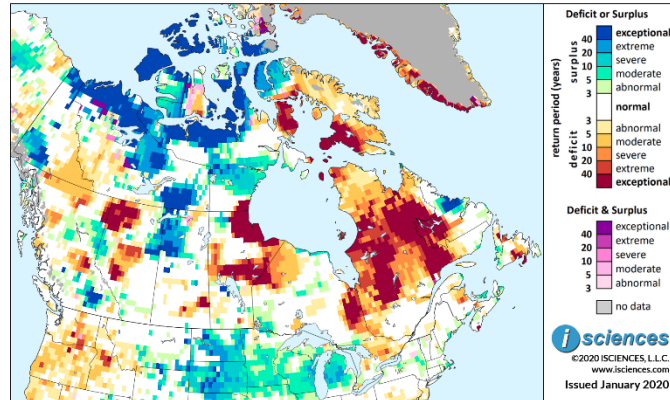 Deficit or Surplus
exceptional
40
extreme
20
severe
10
moderate
5
abnormal
3
normal
3
abnormal
5
moderate
10
severe
20
extreme
40
exceptional
return period (years)
surplus
deficit
Deficit & Surplus
exceptional
40
extreme
20
severe
10
moderate
5
abnormal
3
no data
i sciences
©2020 ISCIENCES, L.L.C.
www.isciences.com
Issued January 2020